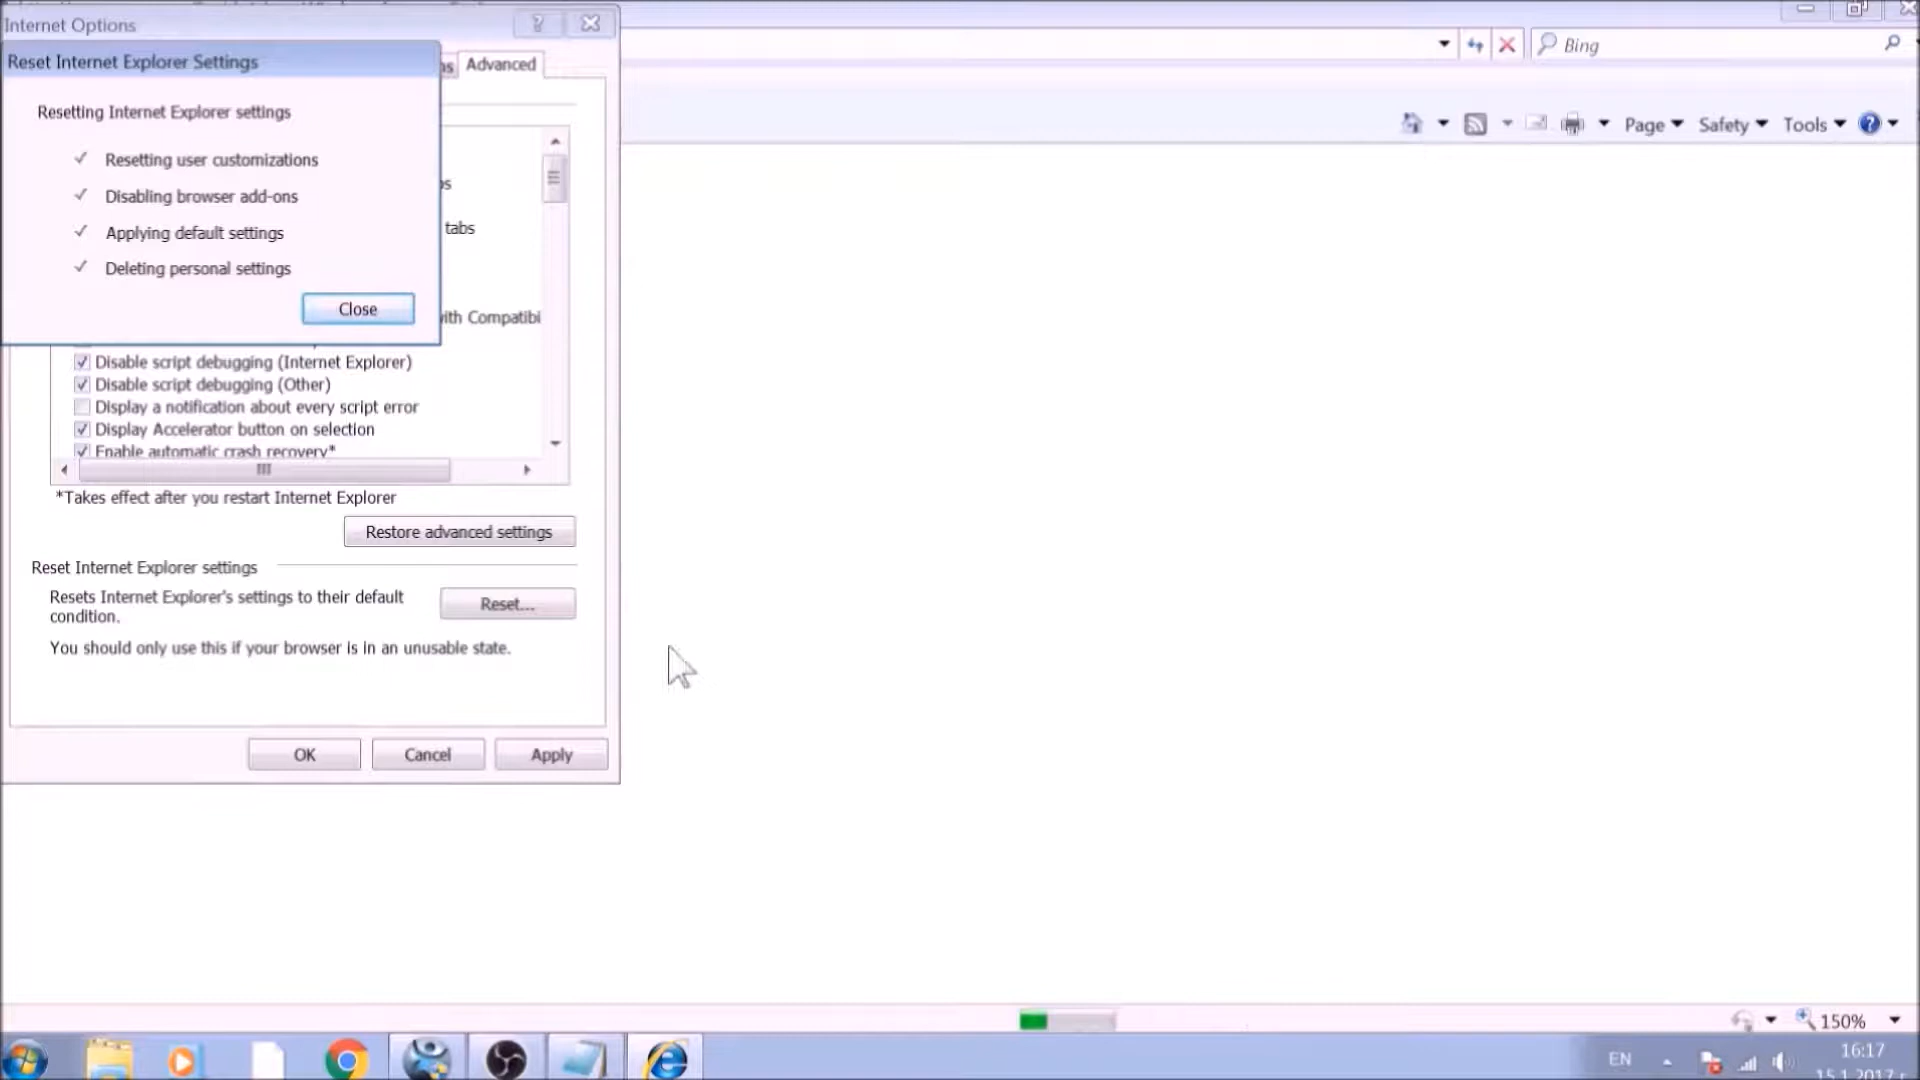 Internet Options
Bing
Reset Internet Explorer Settings
Advanced
Resetting Internet Explorer settings
Page
Safety
Tools
Resetting user customizations
Disabling browser add-ons
tabs
Applying default settings
Deleting personal settings
Close
ith Compatibi
Disable script debugging (Internet Explorer)
Disable script debugging (Other)
Display a notification about every script error
Display Accelerator button on selection
Enable automatic crash recovery*
*Takes effect after you restart Internet Explorer
Restore advanced settings
Reset Internet Explorer settings
Resets Internet Explorer's settings to their default
condition.
Reset...
You should only use this if your browser is in an unusable state.
OK
Cancel
Apply
150%
EN
16:17
15.1.2017 г.